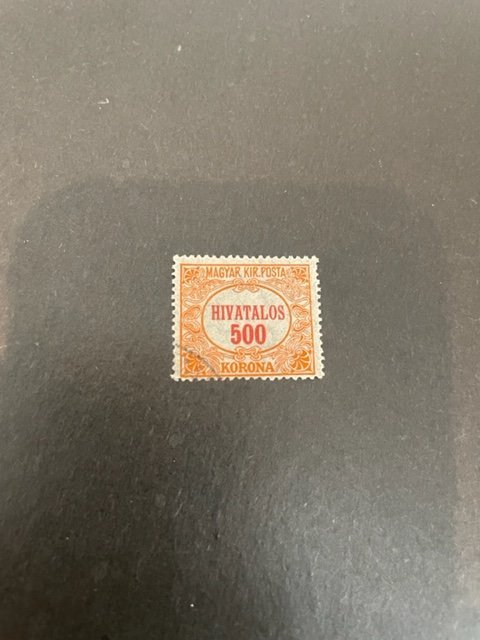 MAGYAR KIR. POSTA
HIVATALOS
500
KORONA